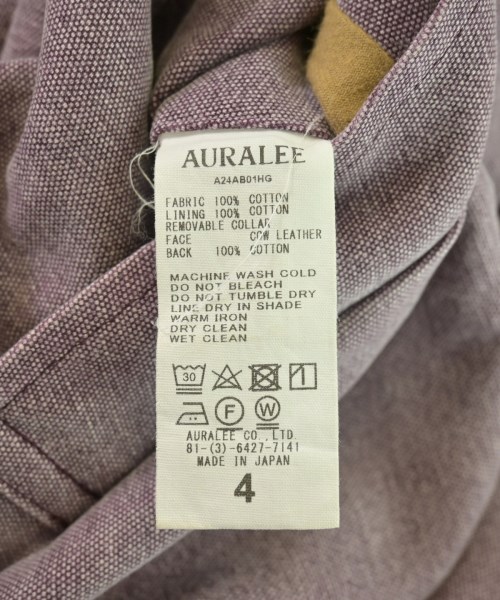 AURALEE
A24AB01HG
FABRIC 100% COTTON
LINING 100% COTTON
REMOVABLE COLLAR
FACE COW LEATHER
BACK 100% COTTON
MACHINE WASH COLD
DO NOT BLEACH
DO NOT TUMBLE DRY
LINE DRY IN SHADE
WARM IRON
DRY CLEAN
WET CLEAN
30
F W
AURALEE CO.,LTD.
81-(3)-6427-7141
MADE IN JAPAN
4